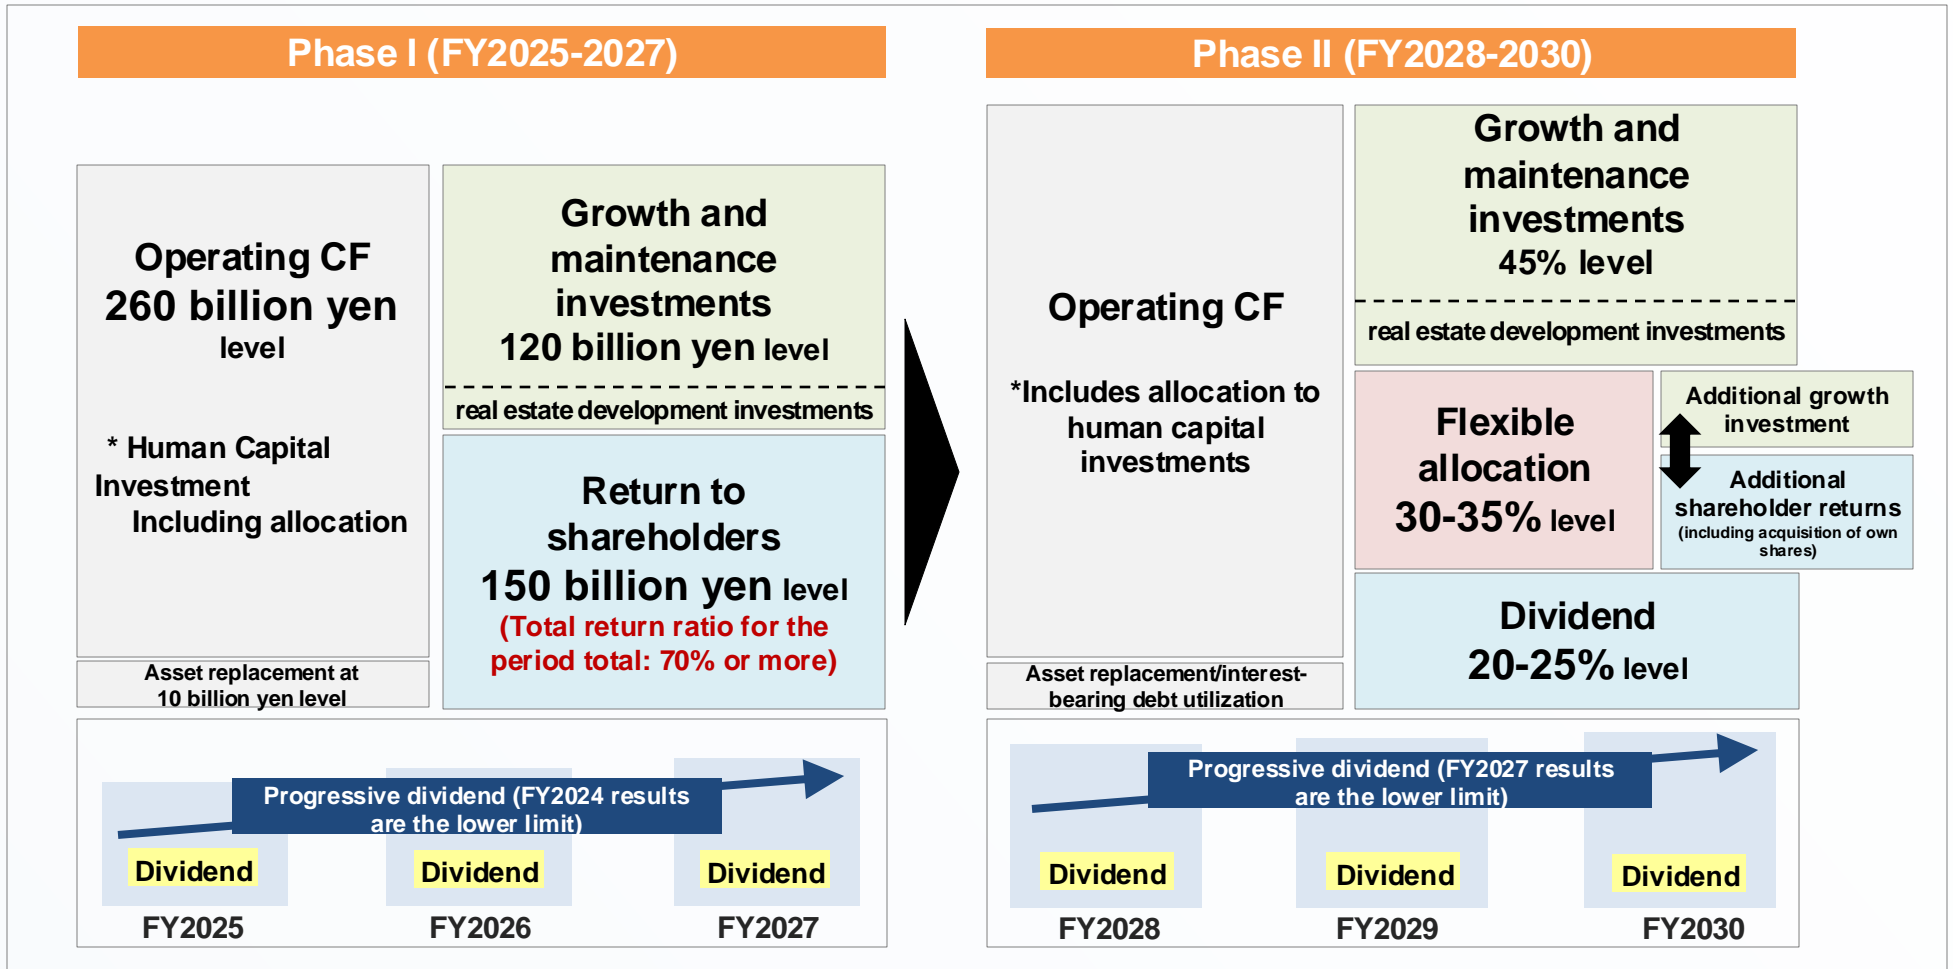 Phase I (FY2025-2027)
Operating CF
260 billion yen
level
* Human Capital
Investment
Including allocation
Asset replacement at
10 billion yen level
Growth and
maintenance
investments
120 billion yen level
real estate development investments
Return to
shareholders
150 billion yen level
(Total return ratio for the
period total: 70% or more)
Progressive dividend (FY2024 results
are the lower limit)
Dividend
Dividend
Dividend
FY2025
FY2026
FY2027
Phase II (FY2028-2030)
Operating CF
*Includes allocation to
human capital
investments
Asset replacement/interest-
bearing debt utilization
Growth and
maintenance
investments
45% level
real estate development investments
Flexible
allocation
30-35% level
Additional growth
investment
Additional
shareholder returns
(including acquisition of own
shares)
Dividend
20-25% level
Progressive dividend (FY2027 results
are the lower limit)
Dividend
Dividend
Dividend
FY2028
FY2029
FY2030